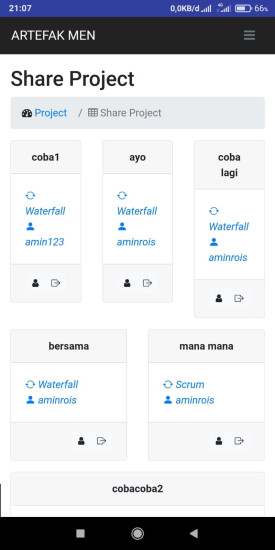 21:07 0,0KB/d 4G 66%
ARTEFAK MEN
Share Project
Project / Share Project
coba1
Waterfall
amin123
ayo
Waterfall
aminrois
coba
lagi
Waterfall
aminrois
bersama
Waterfall
aminrois
mana mana
Scrum
aminrois
cobacoba2